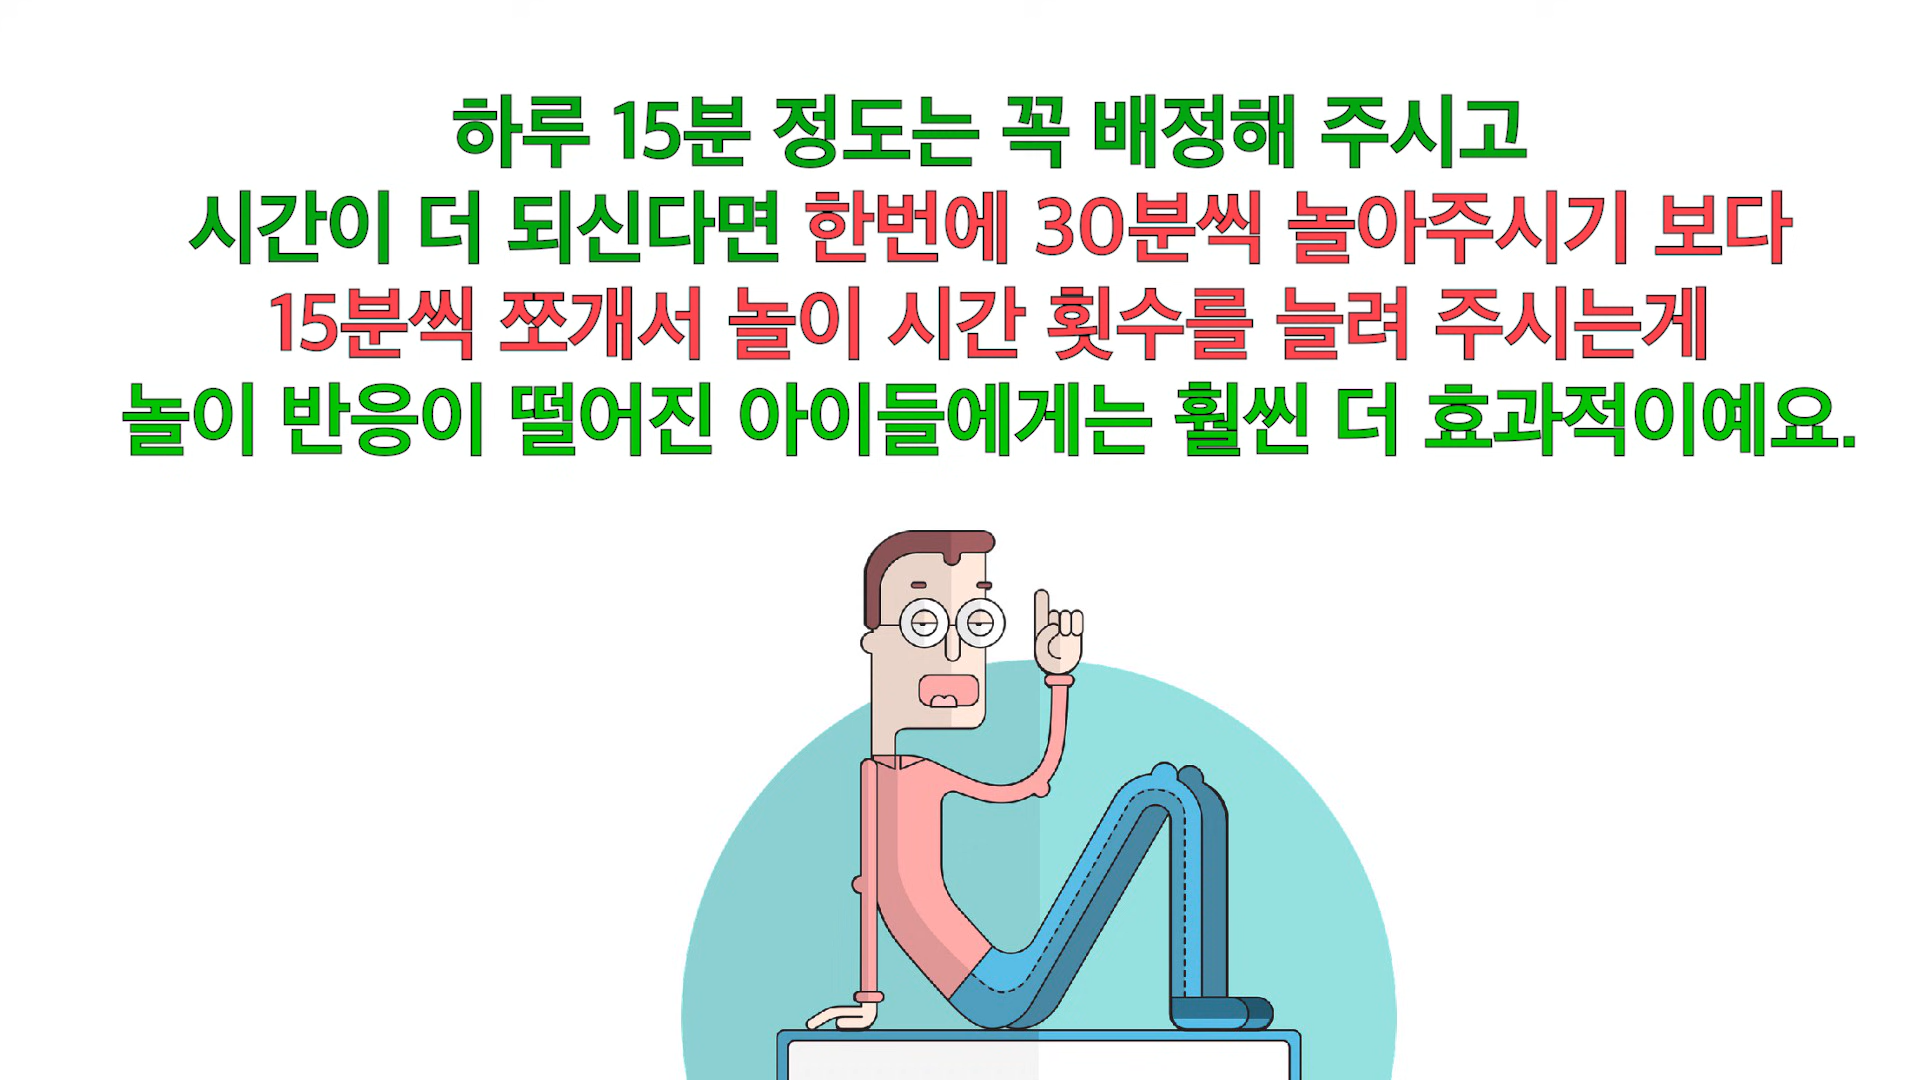 하루 15분 정도는 꼭 배정해 주시고
시간이 더 되신다면 한번에 30분씩 놀아주시기 보다
15분씩 쪼개서 놀이 시간 횟수를 늘려 주시는게
놀이 반응이 떨어진 아이들에게는 훨씬 더 효과적이예요.